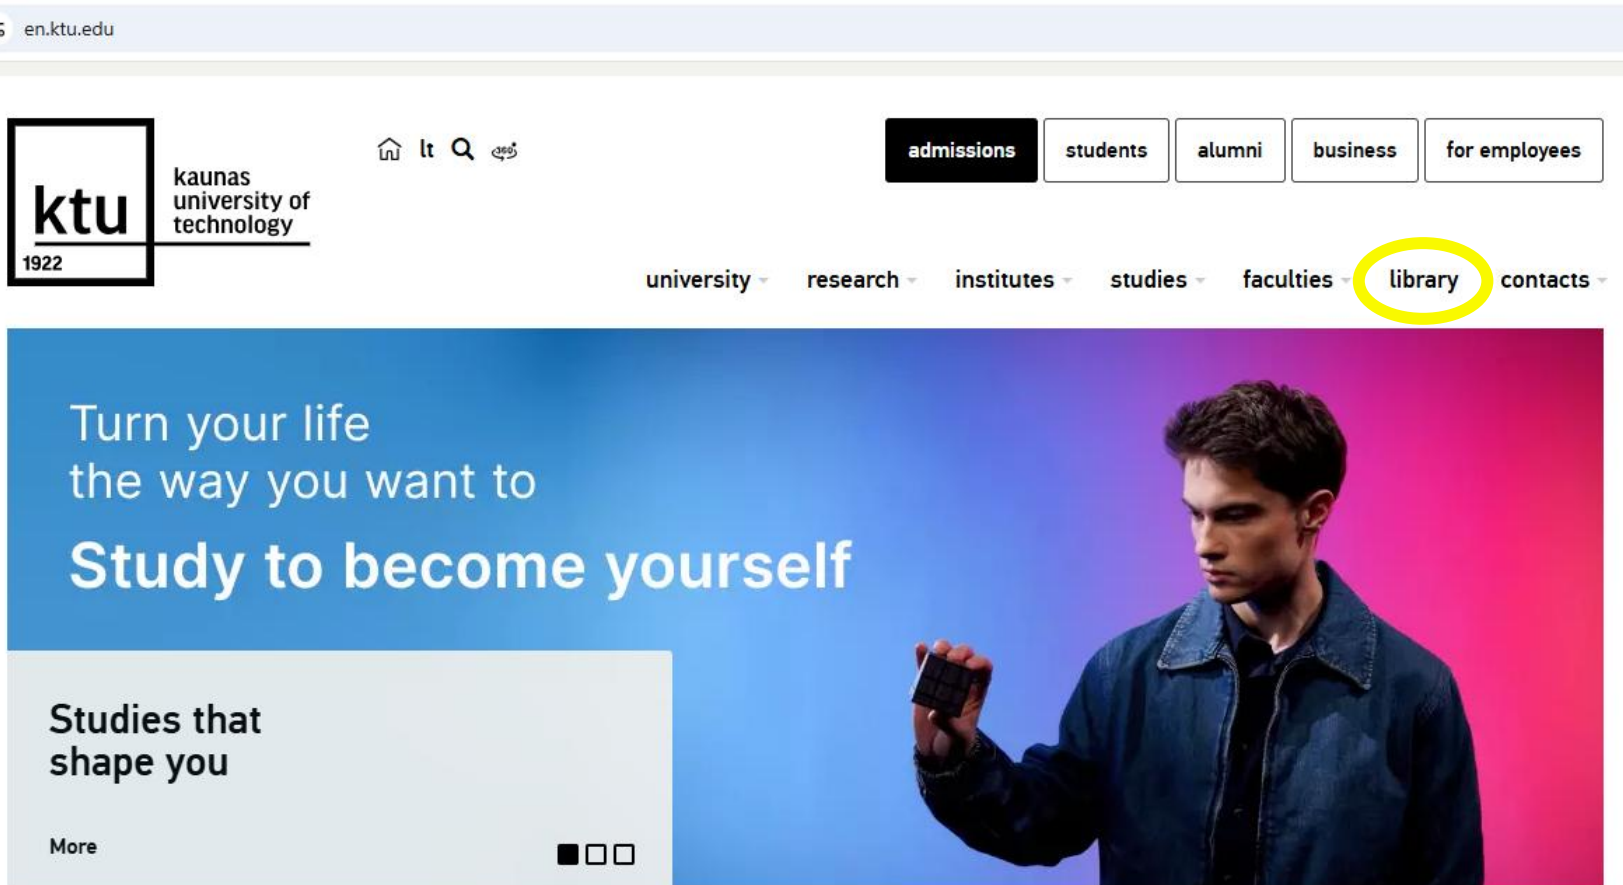 en.ktu.edu
ktu
1922
kaunas
university of
technology
lt
360°
admissions students alumni business for employees
university research institutes studies faculties library contacts
Turn your life
the way you want to
Study to become yourself
Studies that
shape you
More